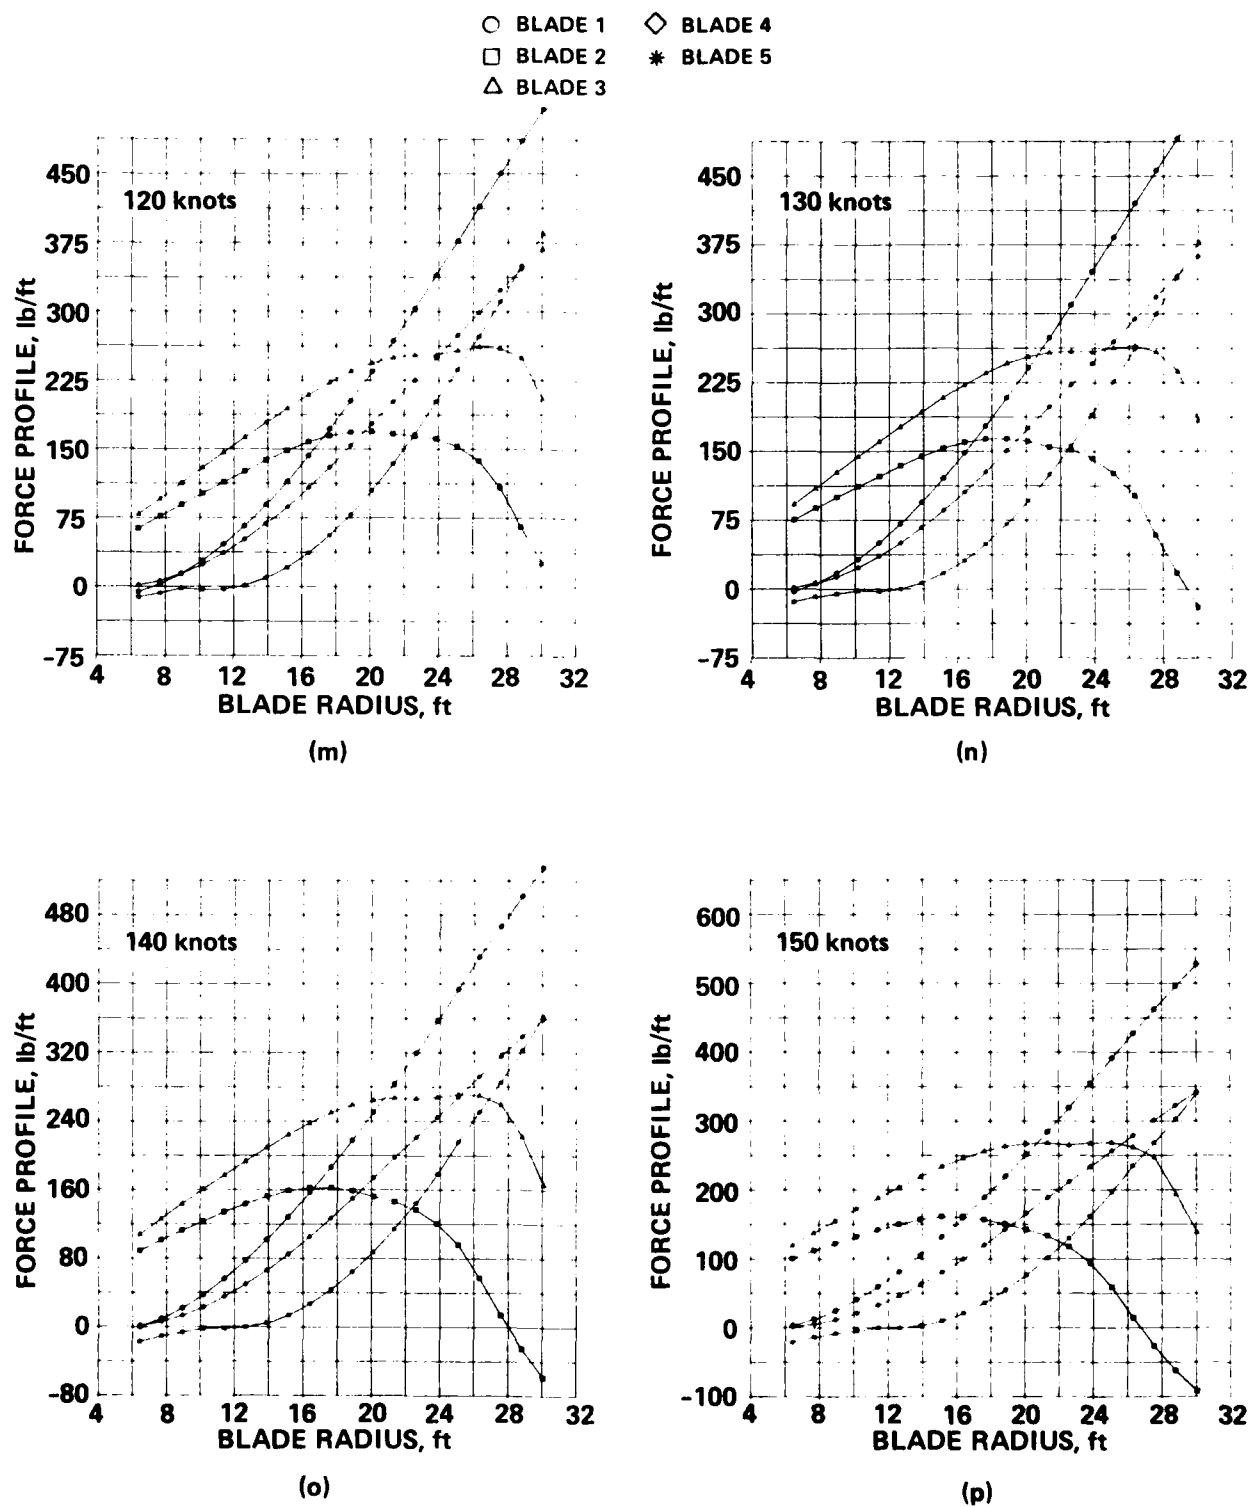 BLADE 1
BLADE 4
BLADE 2
BLADE 5
BLADE 3
120 knots
FORCE PROFILE, lb/ft
450
375
300
225
150
75
0
-75
4 8 12 16 20 24 28 32
BLADE RADIUS, ft
(m)
130 knots
FORCE PROFILE, lb/ft
450
375
300
225
150
75
0
-75
4 8 12 16 20 24 28 32
BLADE RADIUS, ft
(n)
140 knots
FORCE PROFILE, lb/ft
480
400
320
240
160
80
0
-80
4 8 12 16 20 24 28 32
BLADE RADIUS, ft
(o)
150 knots
FORCE PROFILE, lb/ft
600
500
400
300
200
100
0
-100
4 8 12 16 20 24 28 32
BLADE RADIUS, ft
(p)